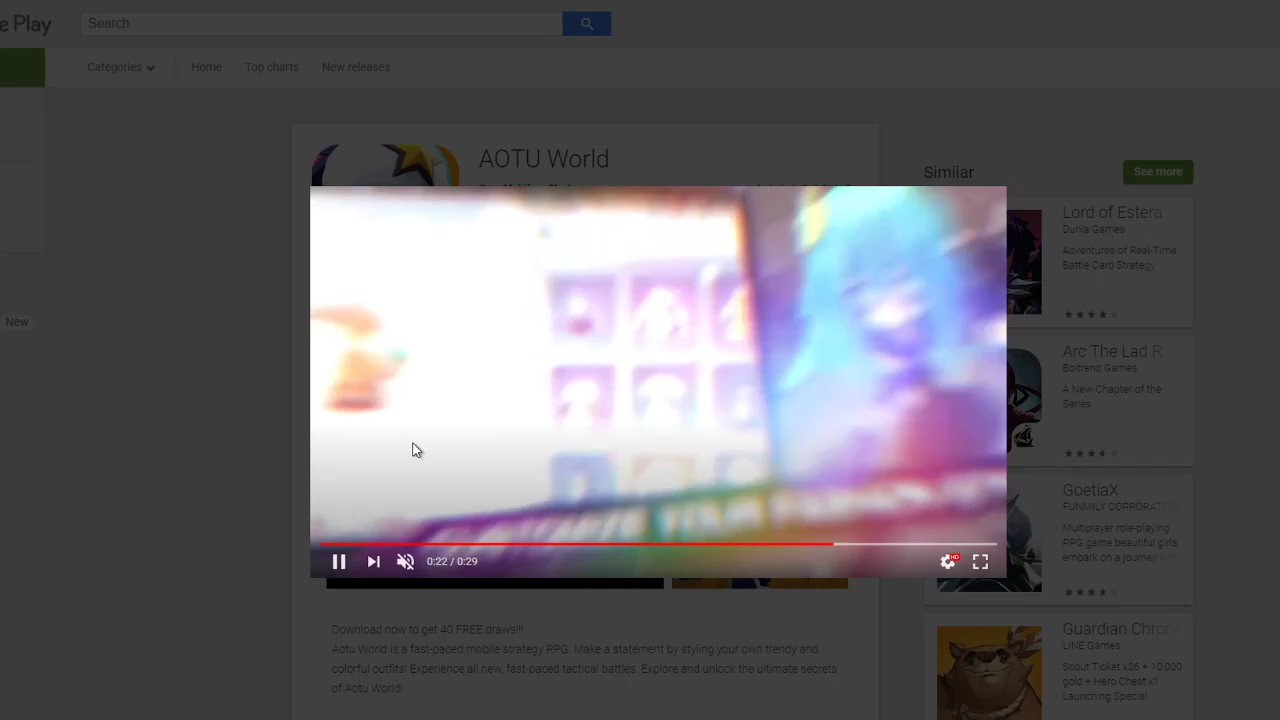 e Play
Search
Categories
Home
Top charts
New releases
New
AOTU World
Similar
See more
Lord of Estera
Dunia Games
Adventures of Real-Time
Battle Card Strategy
Arc The Lad R
Boltrend Games
A New Chapter of the
Series
GoetiaX
FUNMILY CORPORATION
Multiplayer role-playing
RPG game beautiful girls
embark on a journey
Guardian Chron
LINE Games
Scout Ticket x26 + 10,000
gold + Hero Chest x1
Launching Special
0:22 / 0:29
HD
Download now to get 40 FREE draws!!!
Aotu World is a fast-paced mobile strategy RPG. Make a statement by styling your own trendy and
colorful outfits! Experience all new, fast-paced tactical battles. Explore and unlock the ultimate secrets
of Aotu World!